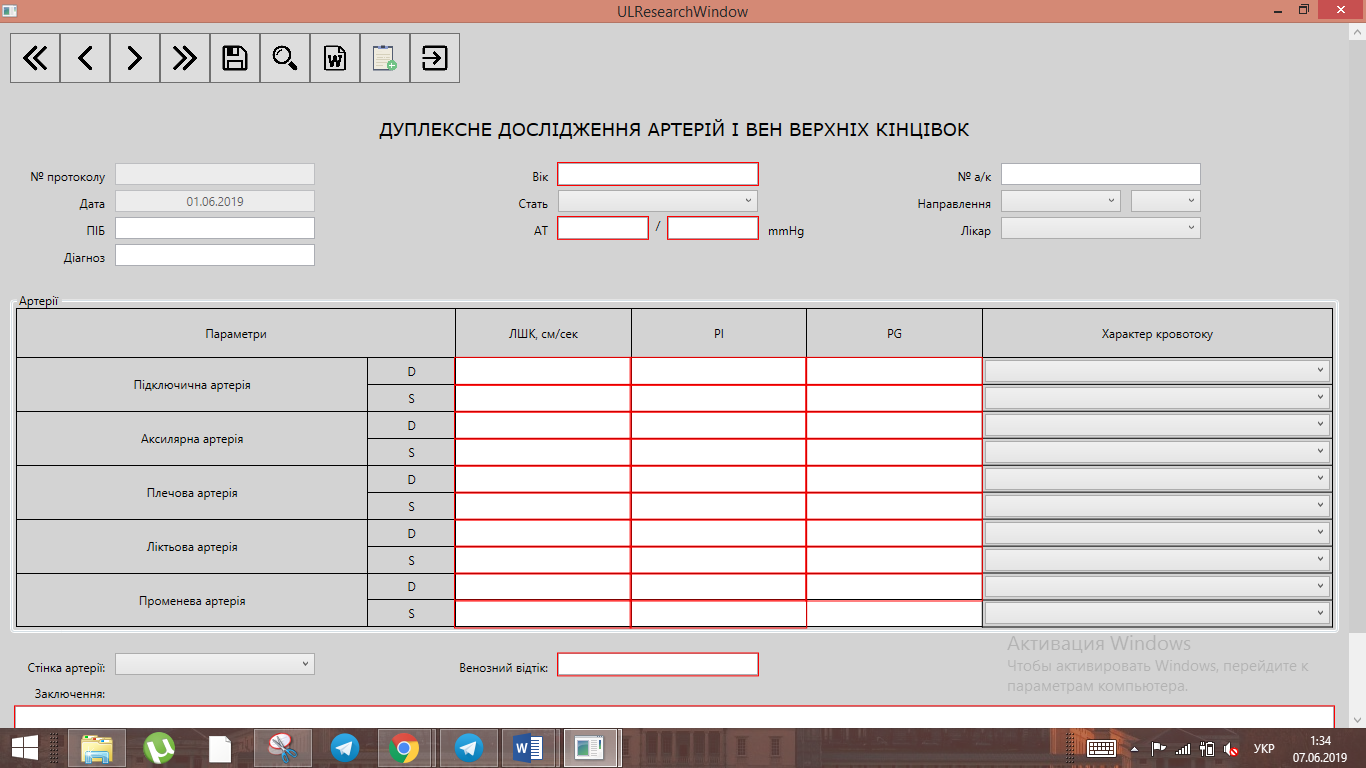 ULResearchWindow
W
ДУПЛЕКСНЕ ДОСЛІДЖЕННЯ АРТЕРІЙ І ВЕН ВЕРХНІХ КІНЦІВОК
№ протоколу Вік № а/к
Дата 01.06.2019 Стать Направлення
ПІБ АТ / mmHg Лікар
Діагноз
Артерії
Параметри ЛШК, см/сек PI PG Характер кровотоку
Підключична артерія D
S
Аксилярна артерія D
S
Плечова артерія D
S
Ліктьова артерія D
S
Променева артерія D
S
Активация Windows
Чтобы активировать Windows, перейдите к
параметрам компьютера.
Стінка артерії: Венозний відтік:
Заключення:
W УКР 1:34
07.06.2019